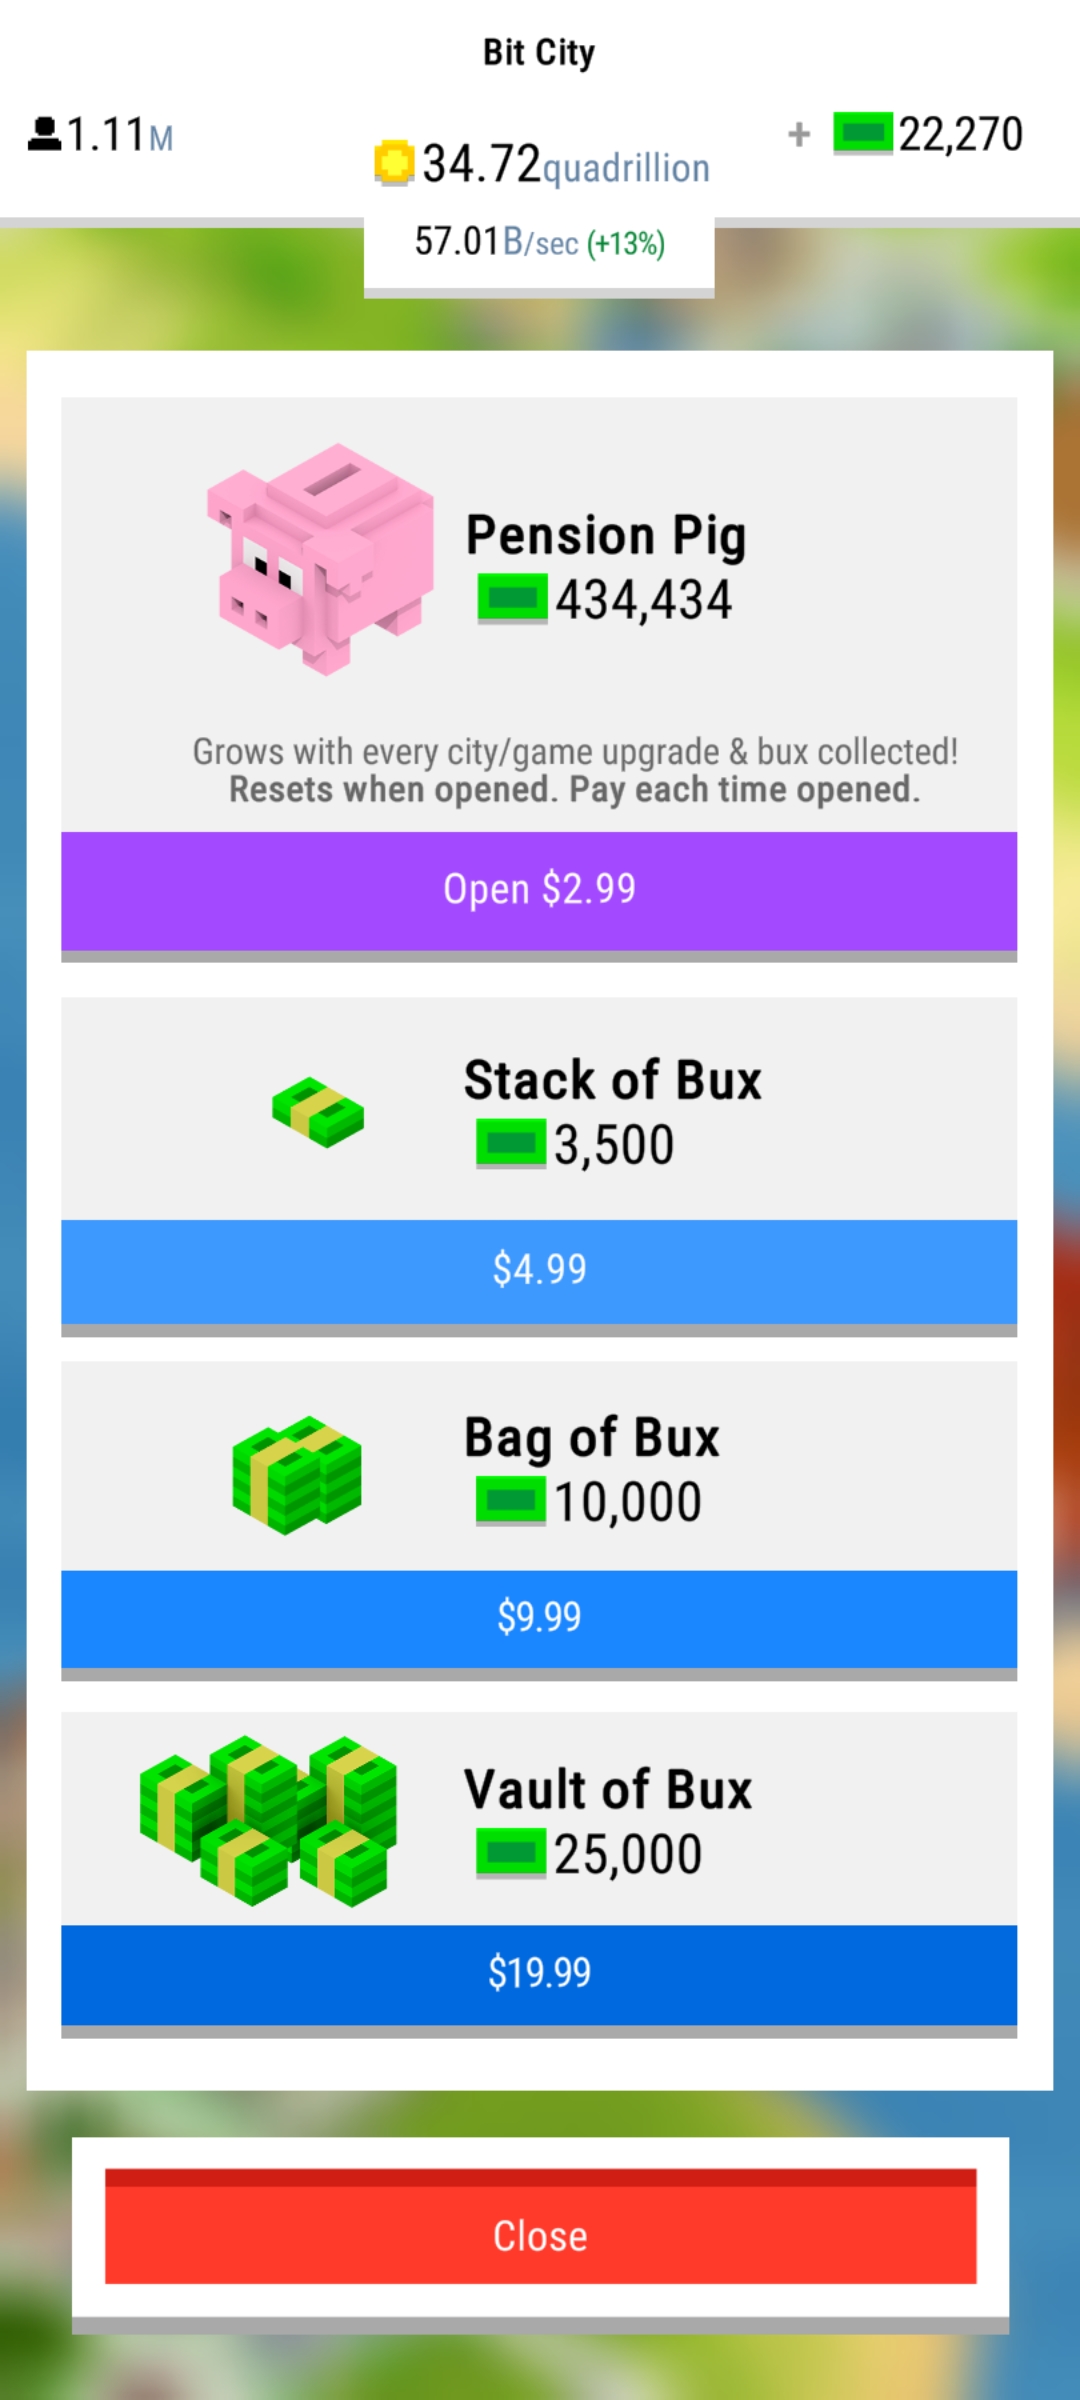 Bit City
1.11M
34.72quadrillion
+ 22,270
57.01B/sec (+13%)
Pension Pig
434,434
Grows with every city/game upgrade & bux collected!
Resets when opened. Pay each time opened.
Open $2.99
Stack of Bux
3,500
$4.99
Bag of Bux
10,000
$9.99
Vault of Bux
25,000
$19.99
Close